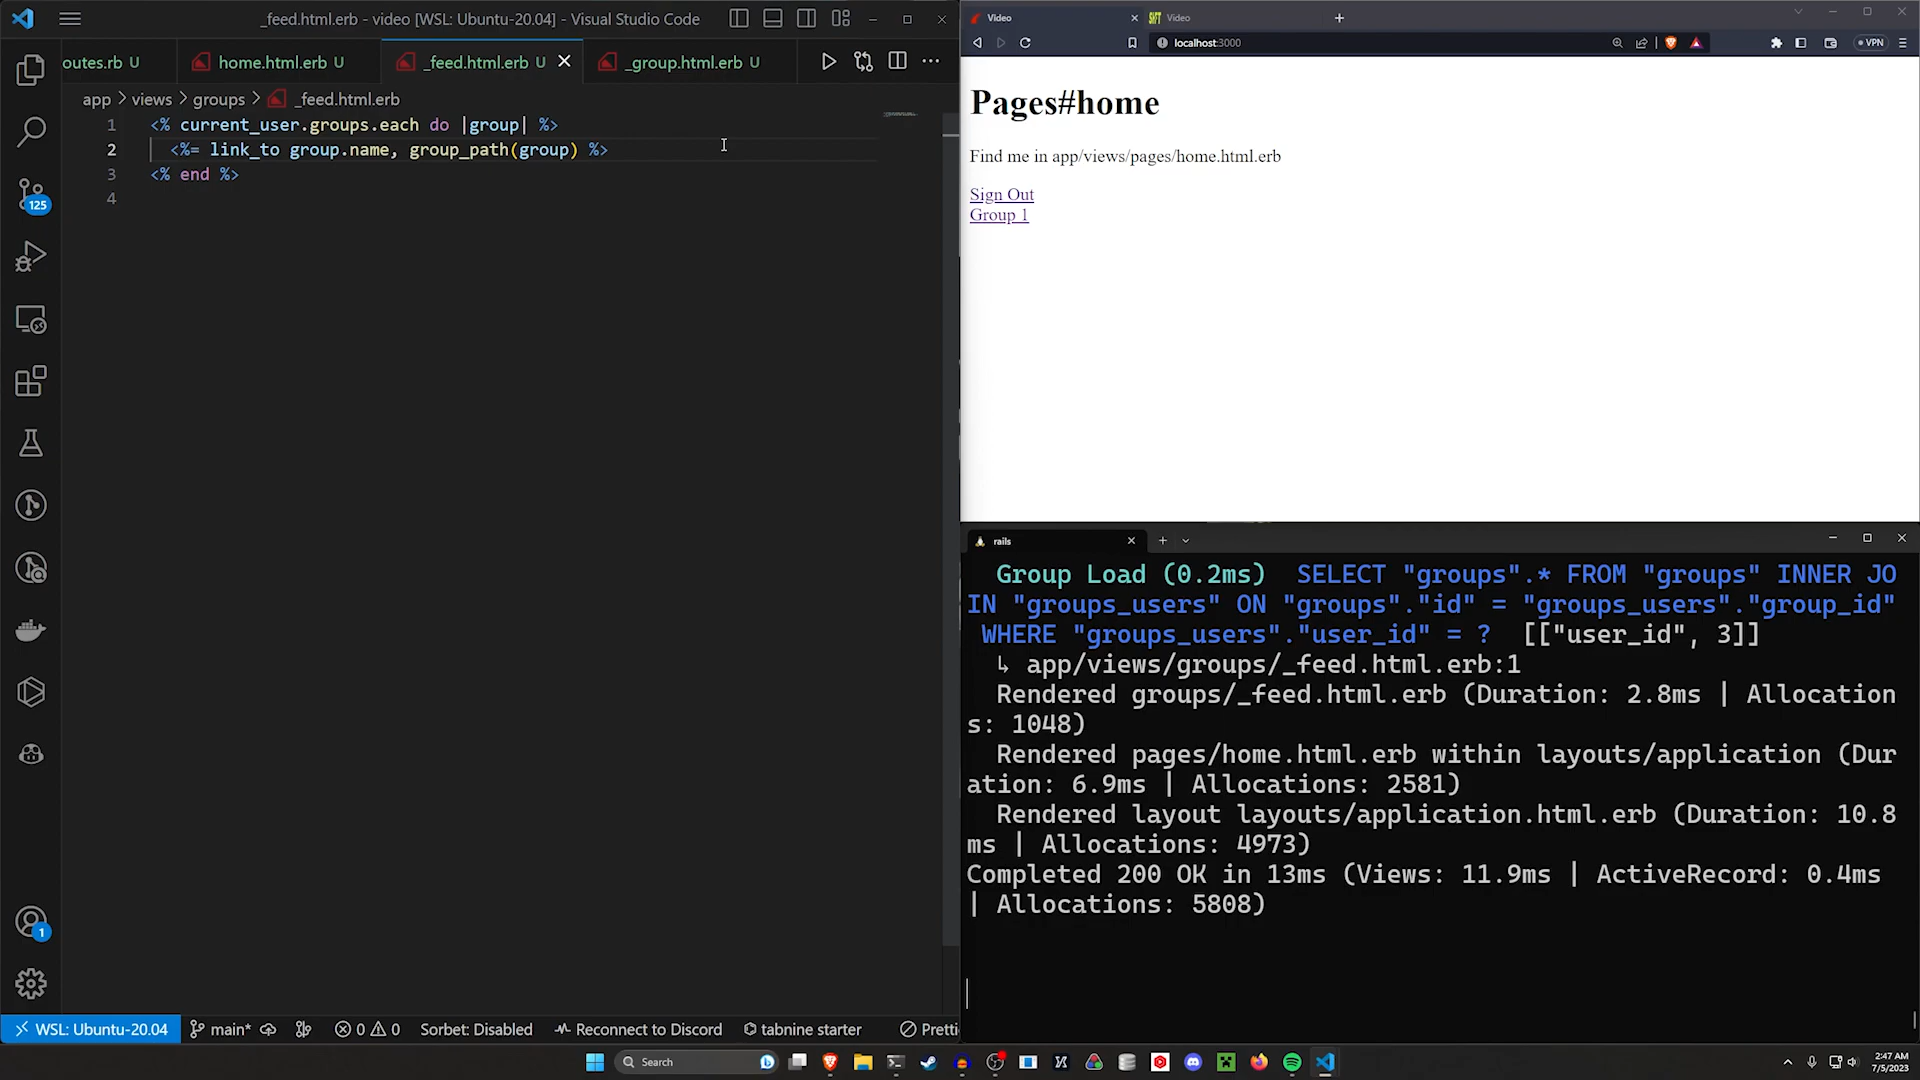 _feed.html.erb - video [WSL: Ubuntu-20.04] - Visual Studio Code
outes.rb U
home.html.erb U
_feed.html.erb U
_group.html.erb U
app > views > groups > _feed.html.erb
1 <% current_user.groups.each do |group| %>
2 <%= link_to group.name, group_path(group) %>
3 <% end %>
4
125
1
WSL: Ubuntu-20.04
main*
0
0
Sorbet: Disabled
Reconnect to Discord
tabnine starter
Pretti
Video
Video
localhost:3000
VPN
Pages#home
Find me in app/views/pages/home.html.erb
Sign Out
Group 1
rails
Group Load (0.2ms) SELECT "groups".* FROM "groups" INNER JO
IN "groups_users" ON "groups"."id" = "groups_users"."group_id"
WHERE "groups_users"."user_id" = ? [["user_id", 3]]
↳ app/views/groups/_feed.html.erb:1
Rendered groups/_feed.html.erb (Duration: 2.8ms | Allocation
s: 1048)
Rendered pages/home.html.erb within layouts/application (Dur
ation: 6.9ms | Allocations: 2581)
Rendered layout layouts/application.html.erb (Duration: 10.8
ms | Allocations: 4973)
Completed 200 OK in 13ms (Views: 11.9ms | ActiveRecord: 0.4ms
| Allocations: 5808)
Search
2:47 AM
7/5/2023